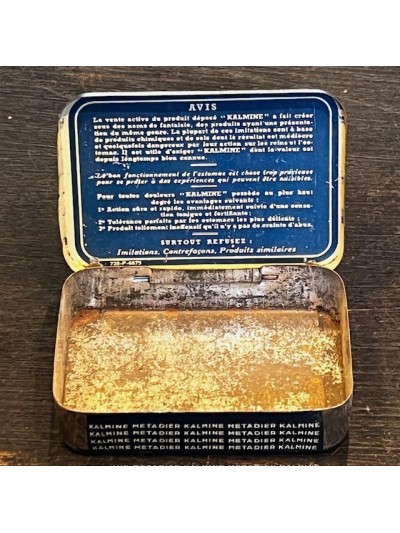 AVIS
La vente active du produit déposé "KALMINE" a fait créer
sous des noms de fantaisie, des produits ayant une présenta-
tion du même genre. La plupart de ces imitations sont à base
de produits chimiques et de sels dont le résultat est médiocre
et quelquefois dangereux par leur action sur les reins et l'es-
tomac. Il est utile d'exiger "KALMINE" dont la valeur est
depuis longtemps bien connue.
Le bon fonctionnement de l'estomac est chose trop précieuse
pour se prêter à des expériences qui peuvent être nuisibles.
Pour toutes douleurs "KALMINE" possède au plus haut
degré les avantages suivants :
1° Action sûre et rapide, immédiatement suivie d'une sensa-
tion tonique et fortifiante ;
2° Tolérance parfaite par les estomacs les plus délicats ;
3° Produit tellement inoffensif qu'il n'y a pas de crainte d'abus.
SURTOUT REFUSEZ :
Imitations, Contrefaçons, Produits similaires
728-P-6675
KALMINE METADIER KALMINE METADIER KALMINE
KALMINE METADIER KALMINE METADIER KALMINE
KALMINE METADIER KALMINE METADIER KALMINE
KALMINE METADIER KALMINE METADIER KALMINE